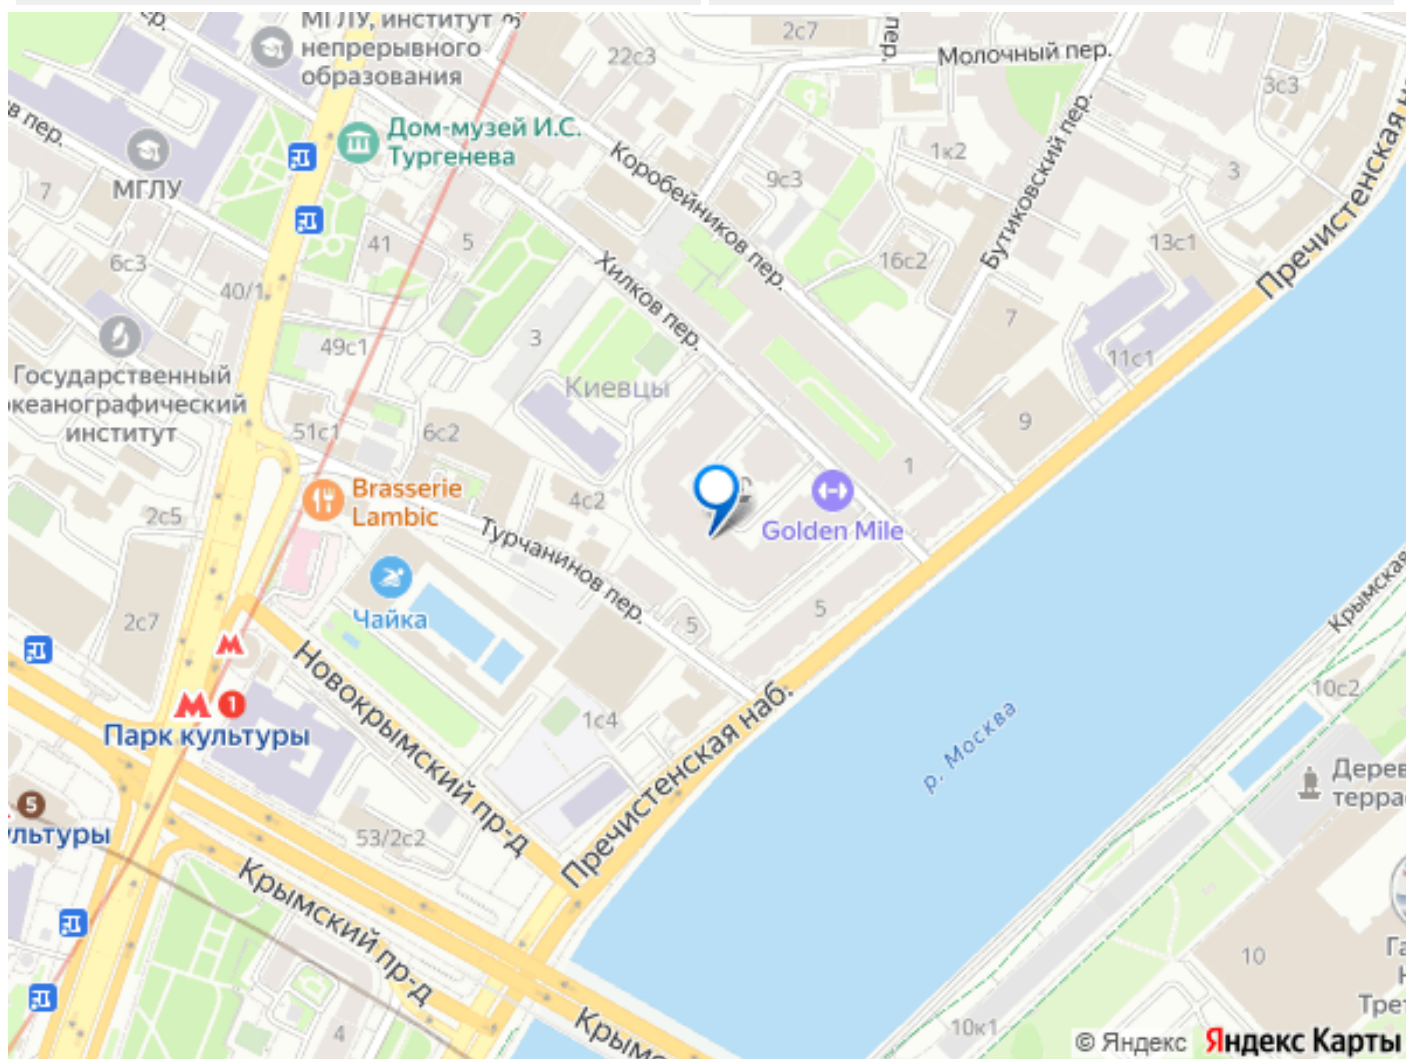 МГЛУ, институт
непрерывного
образования
22с3
2с7
пер.
Молочный пер.
3с3
Дом-музей И.С.
Тургенева
МГЛУ
7
6с3
40/1
41
5
Коробейников пер.
9с3
1к2
16с2
Бутиковский пер.
3
13с1
Пречистенская
Хилков пер.
3
49с1
7
11с1
Государственный
институт
Киевцы
51с1
6с2
9
1
Brasserie
Lambic
4с2
2с5
Golden Mile
Турчанинов пер.
Чайка
5
5
2с7
М
М 1
Парк культуры
Новокрымский пр-д
1с4
Пречистенская наб.
р. Москва
Крымская
10с2
5
53/2с2
Крымский пр-д
4
10
10к1
© Яндекс Яндекс Карты